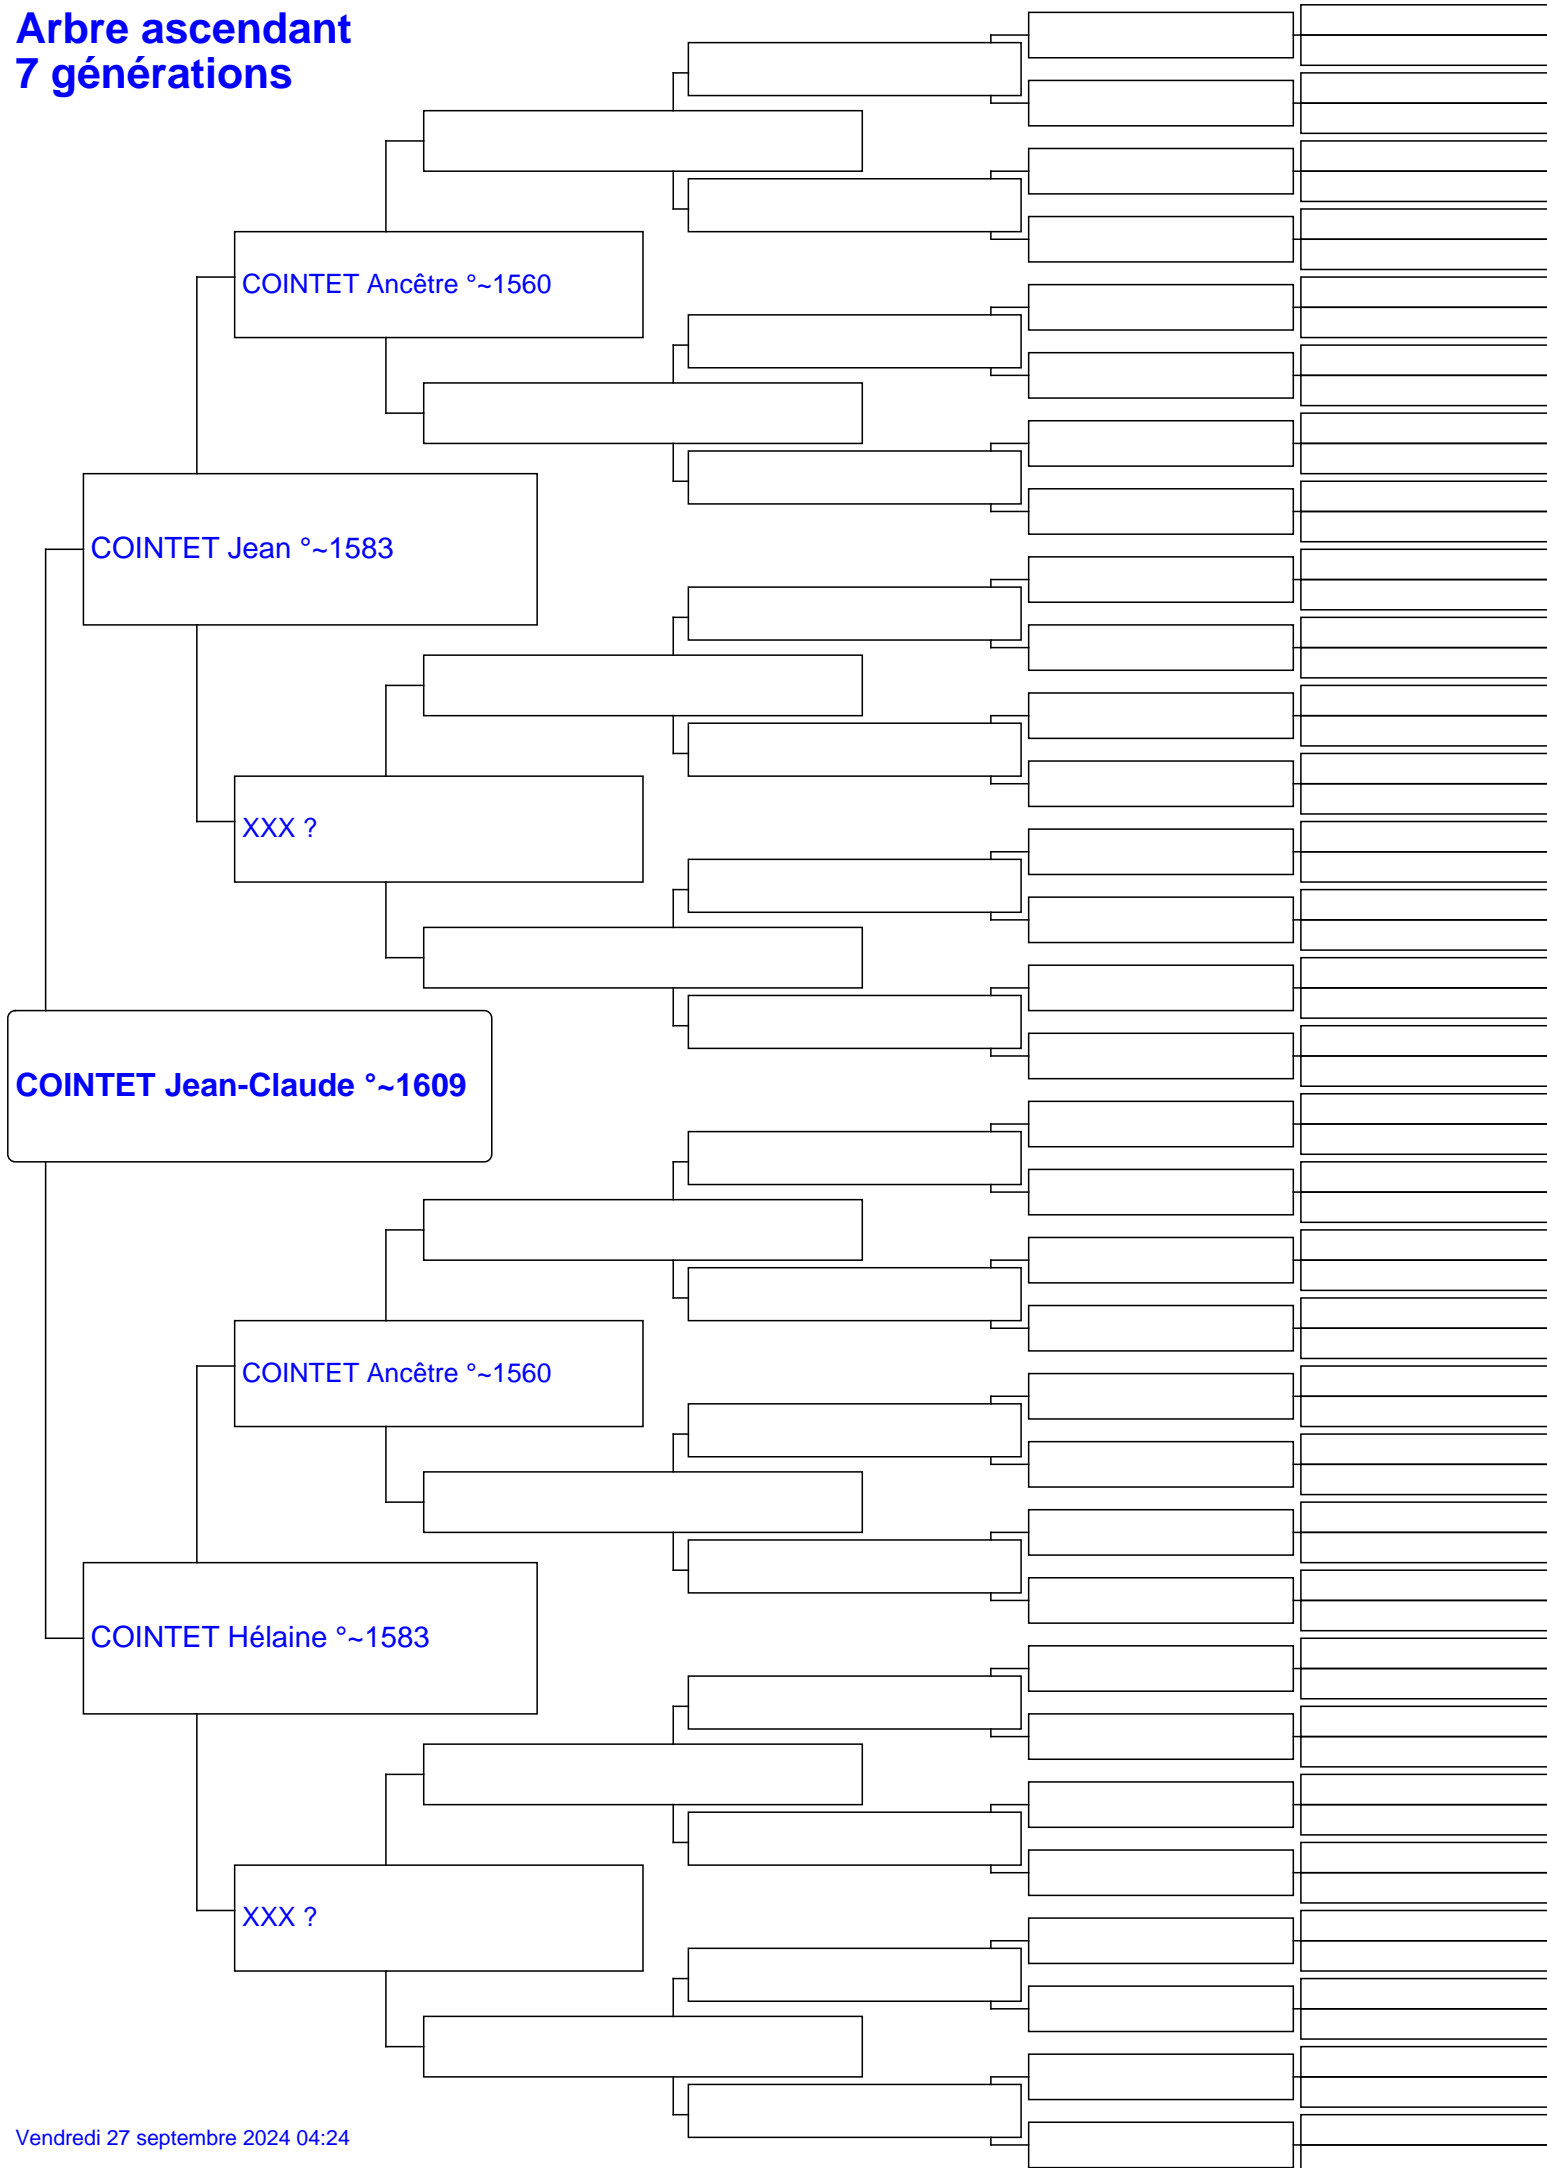 Arbre ascendant
7 générations
COINTET Ancêtre °~1560
COINTET Jean °~1583
XXX ?
COINTET Jean-Claude °~1609
COINTET Ancêtre °~1560
COINTET Hélaine °~1583
XXX ?
Vendredi 27 septembre 2024 04:24